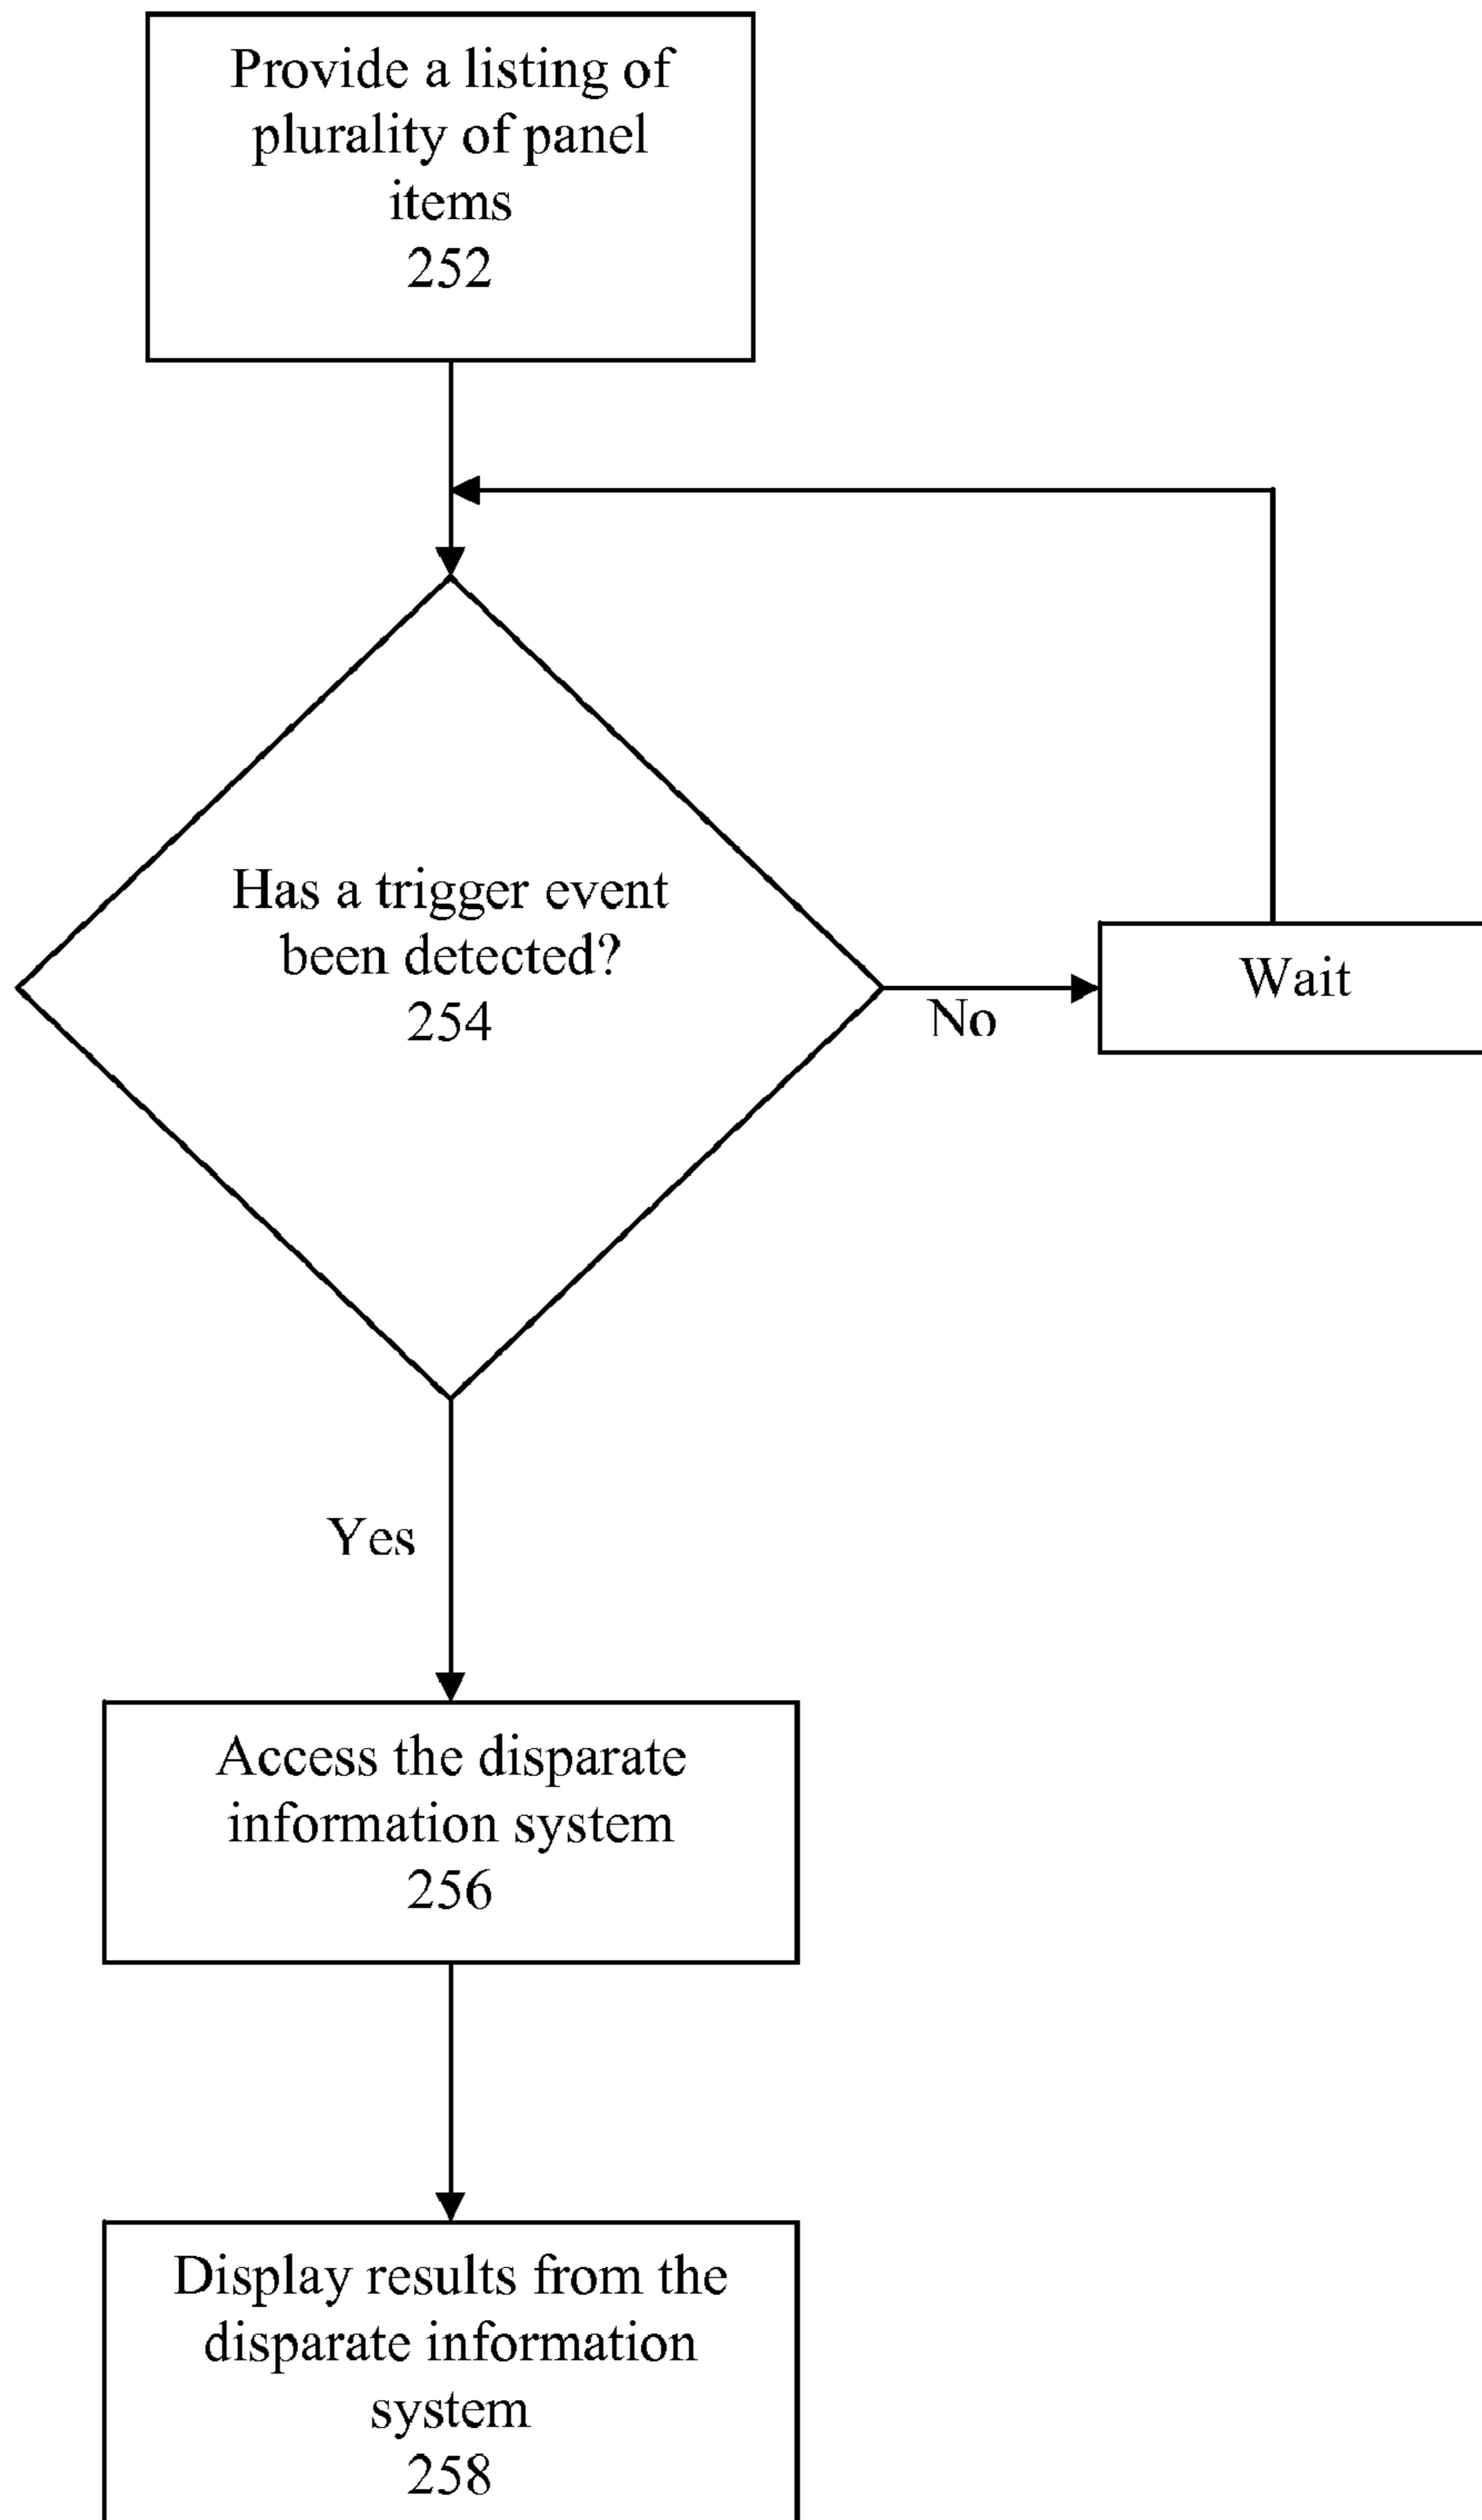 Provide a listing of
plurality of panel
items
252
Has a trigger event
been detected?
254
No
Wait
Yes
Access the disparate
information system
256
Display results from the
disparate information
system
258